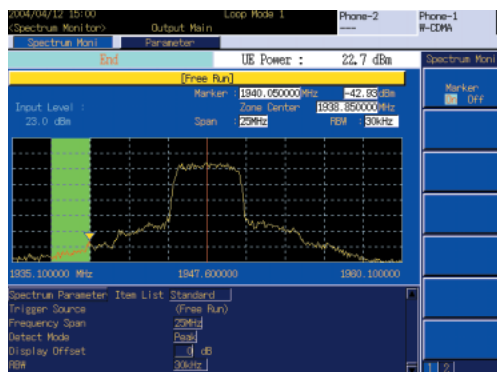 2004/04/12 15:00 Loop Mode 1 Phone-2 Phone-1
<Spectrum Monitor> Output Main ---- W-CDMA
Spectrum Moni Parameter
End UE Power : 22.7 dBm Spectrum Moni
[Free Run]
Marker : 1940.050000 MHz -42.93 dBm
Input Level : Zone Center 1938.850000 MHz
23.0 dBm Span : 25MHz RBW : 30kHz
Marker
On Off
1935.100000 MHz 1947.600000 1960.100000
Spectrum Parameter Item List Standard
Trigger Source (Free Run)
Frequency Span 25MHz
Detect Mode Peak
Display Offset 0 dB
RBW 30kHz
1 2